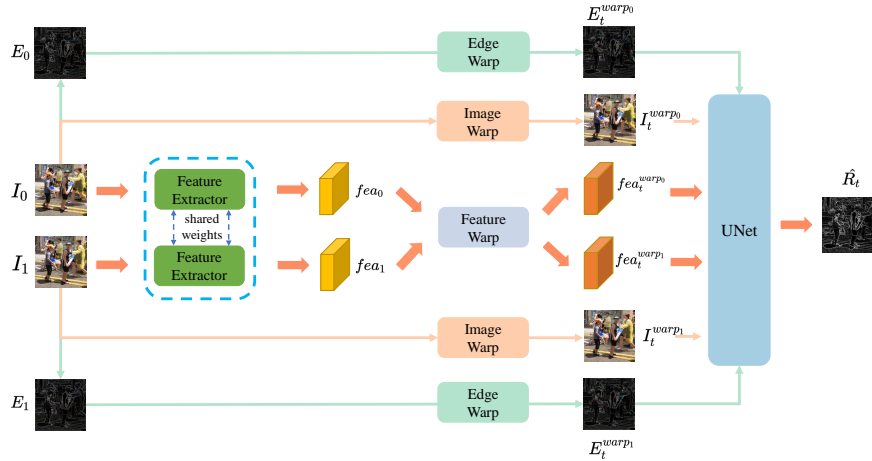 $E_t^{warp_0}$
$E_0$
Edge
Warp
Image
Warp
$I_t^{warp_0}$
$I_0$
Feature
Extractor
$fea_0$
$fea_t^{warp_0}$
$\hat{R}_t$
shared
weights
Feature
Warp
UNet
$I_1$
Feature
Extractor
$fea_1$
$fea_t^{warp_1}$
Image
Warp
$I_t^{warp_1}$
$E_1$
Edge
Warp
$E_t^{warp_1}$